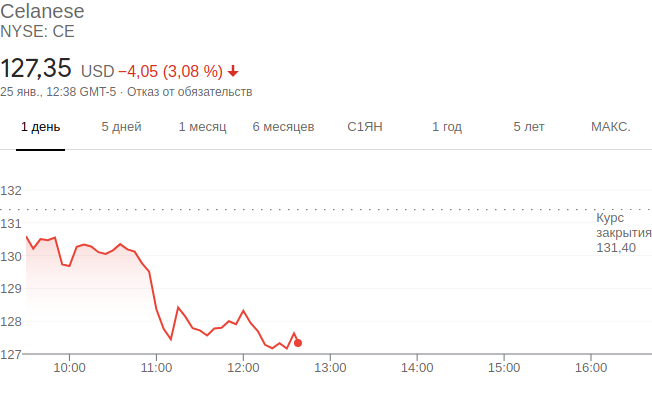 Celanese
NYSE: CE
127,35 USD −4,05 (3,08 %)
25 янв., 12:38 GMT-5 · Отказ от обязательств
1 день 5 дней 1 месяц 6 месяцев С1ЯН 1 год 5 лет МАКС.
132
131
130
129
128
127
Курс
закрытия
131,40
10:00 11:00 12:00 13:00 14:00 15:00 16:00